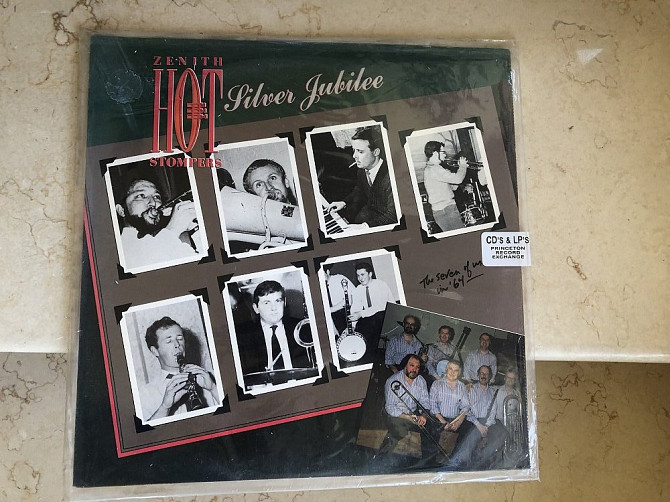 ZENITH
HOT
STOMPERS
Silver Jubilee
CD'S & LP'S
PRINCETON
RECORD
EXCHANGE
The seven of us
in '64